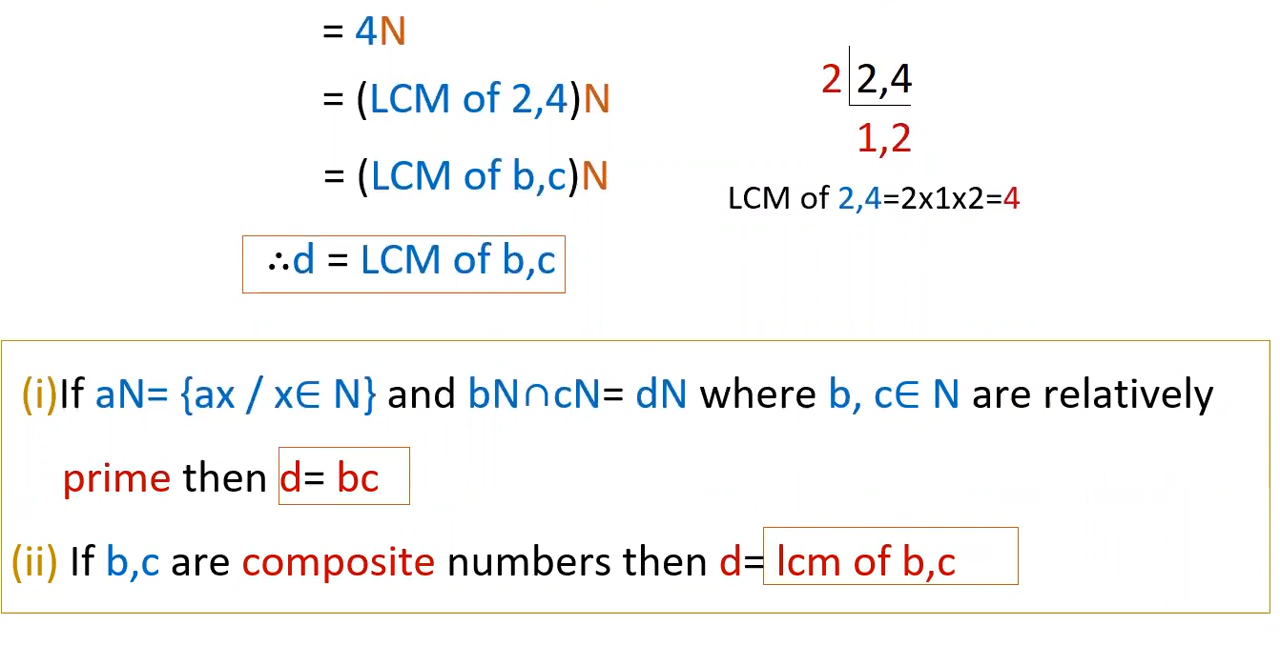 = 4N
= (LCM of 2,4)N
= (LCM of b,c)N
∴d = LCM of b,c
2 2,4
1,2
LCM of 2,4=2x1x2=4
(i)If aN= {ax / x∈ N} and bN∩cN= dN where b, c∈ N are relatively
prime then d= bc
(ii) If b,c are composite numbers then d= lcm of b,c